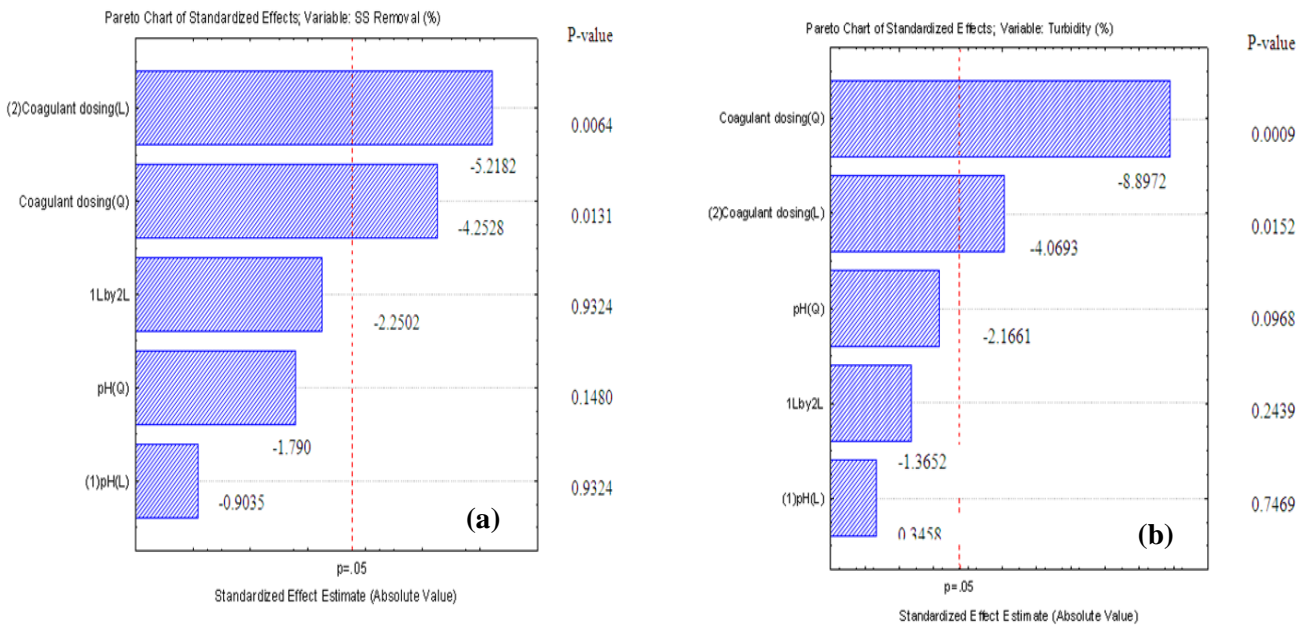 Pareto Chart of Standardized Effects; Variable: SS Removal (%)
P-value
(2)Coagulant dosing(L)
0.0064
-5.2182
Coagulant dosing(Q)
-4.2528
0.0131
1Lby2L
-2.2502
0.9324
pH(Q)
-1.790
0.1480
(1)pH(L)
-0.9035
0.9324
(a)
p=.05
Standardized Effect Estimate (Absolute Value)
Pareto Chart of Standardized Effects; Variable: Turbidity (%)
P-value
Coagulant dosing(Q)
0.0009
-8.8972
(2)Coagulant dosing(L)
0.0152
-4.0693
pH(Q)
0.0968
-2.1661
1Lby2L
0.2439
-1.3652
(1)pH(L)
0.7469
0.3458
(b)
p=.05
Standardized Effect Estimate (Absolute Value)